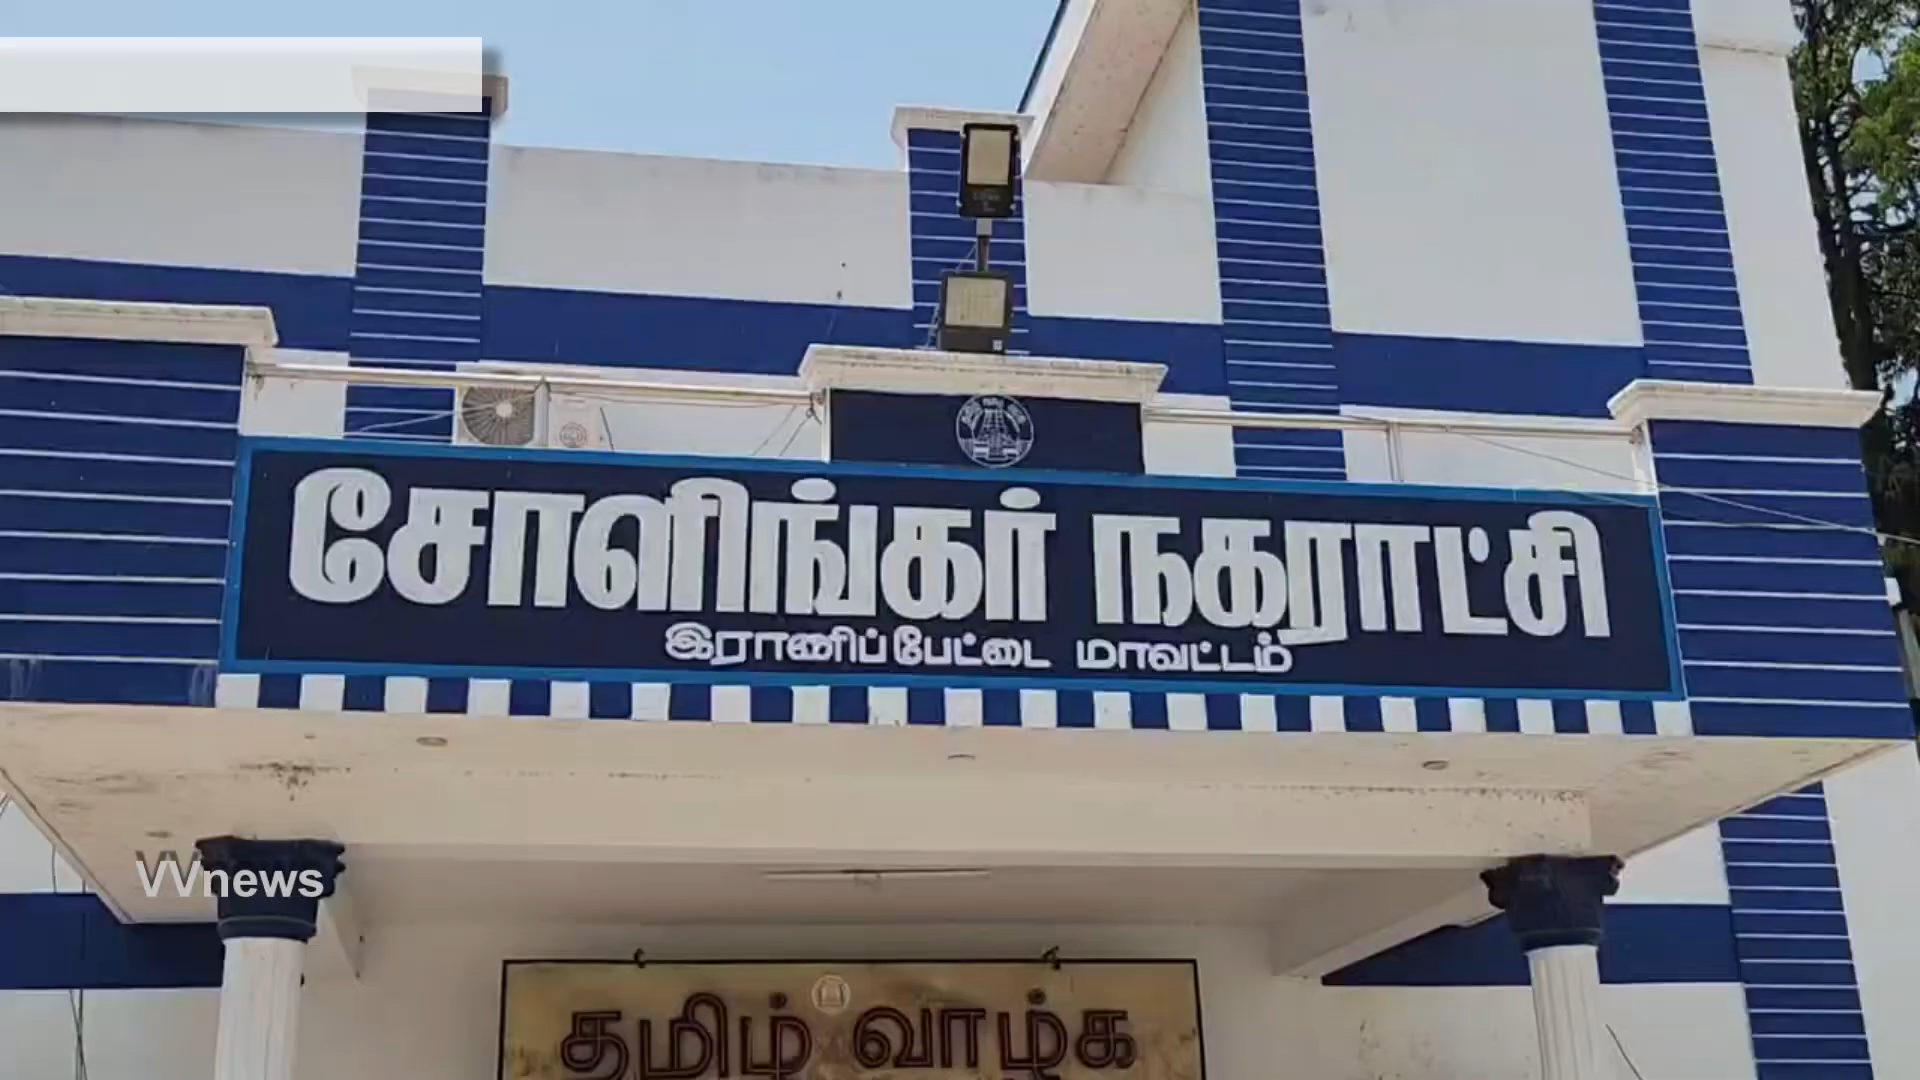 சோளிங்கர் நகராட்சி
இராணிப்பேட்டை மாவட்டம்
VVnews
தமிழ் வாழ்க